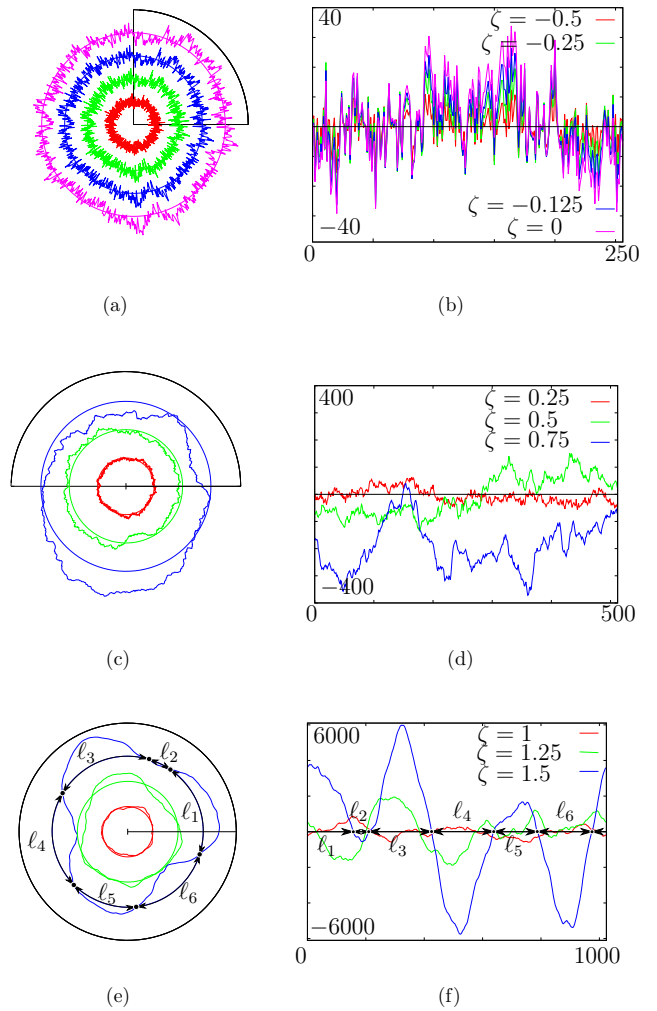 40
ζ = −0.5
ζ = −0.25
ζ = −0.125
−40
ζ = 0
0
250
(a)
(b)
400
ζ = 0.25
ζ = 0.5
ζ = 0.75
−400
0
500
(c)
(d)
6000
ζ = 1
ζ = 1.25
ζ = 1.5
ℓ3
ℓ2
ℓ1
ℓ4
ℓ5
ℓ6
ℓ2
ℓ4
ℓ6
ℓ1
ℓ3
ℓ5
−6000
0
1000
(e)
(f)